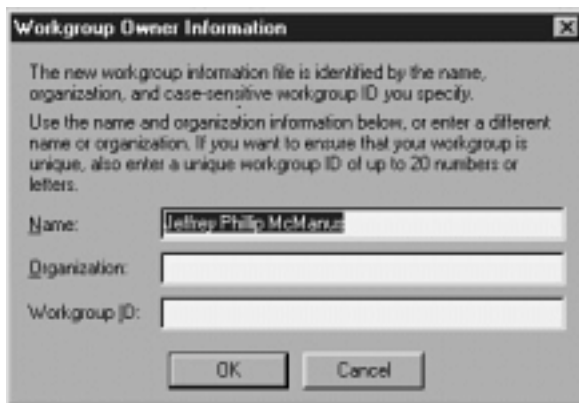 Workgroup Owner Information
The new workgroup information file is identified by the name,
organization, and case-sensitive workgroup ID you specify.
Use the name and organization information below, or enter a different
name or organization. If you want to ensure that your workgroup is
unique, also enter a unique workgroup ID of up to 20 numbers or
letters.
Name: Jeffrey Phillip McManus
Organization:
Workgroup ID:
OK Cancel